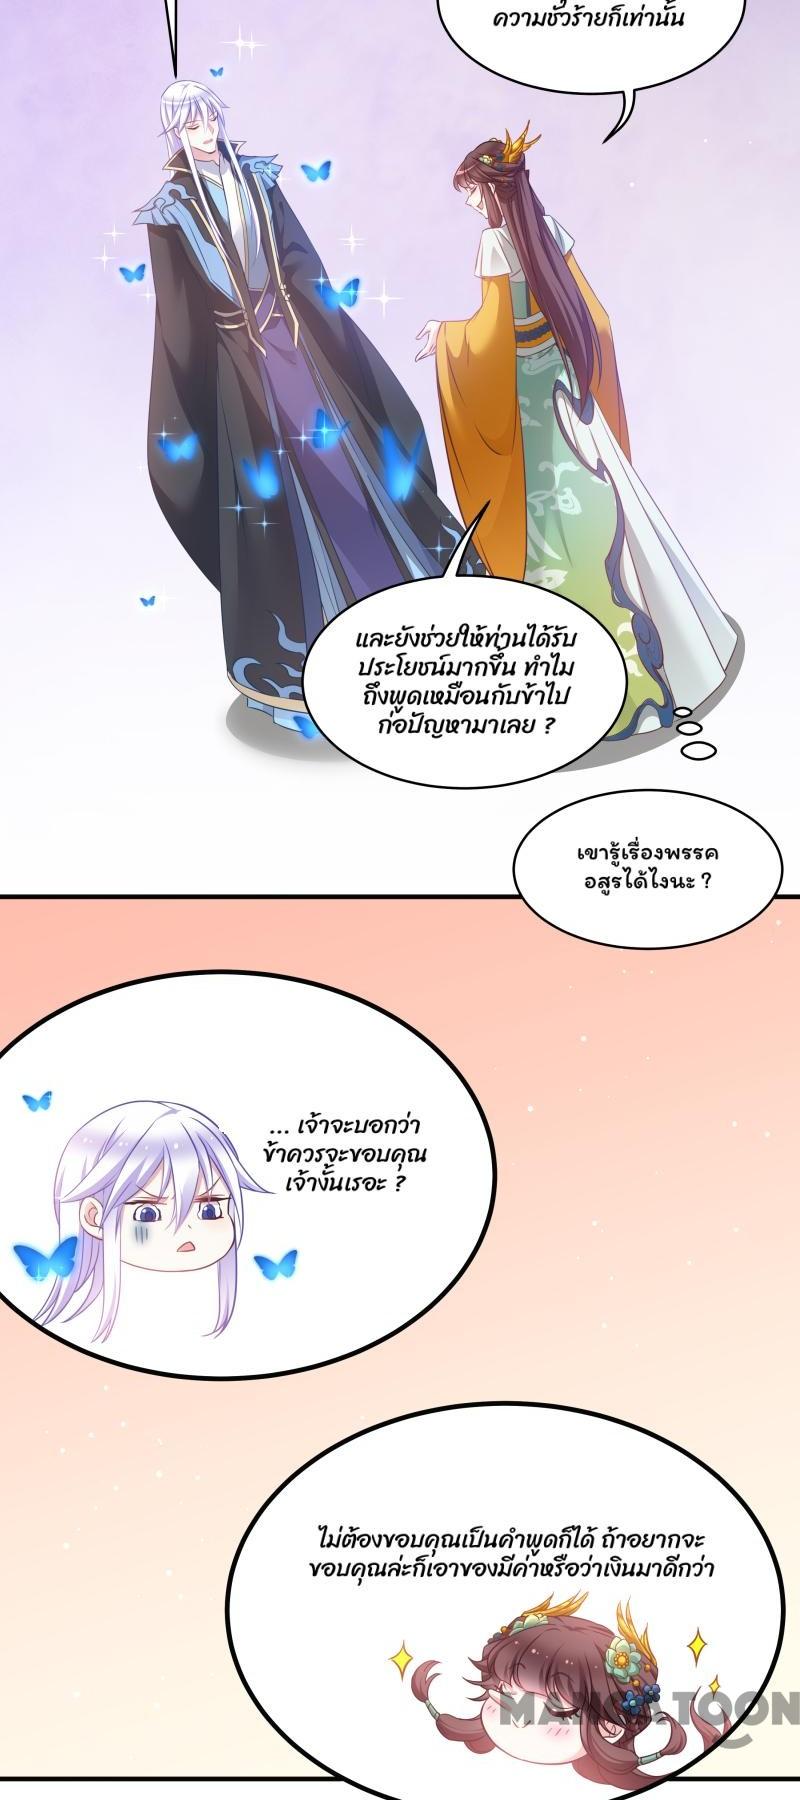 ความชั่วร้ายก็เท่านั้น
และยังช่วยให้ท่านได้รับ
ประโยชน์มากขึ้น ทำไม
ถึงพูดเหมือนกับข้าไป
ก่อปัญหามาเลย ?
เขารู้เรื่องพรรค
อสูรได้ไงนะ ?
... เจ้าจะบอกว่า
ข้าควรจะขอบคุณ
เจ้างั้นเรอะ ?
ไม่ต้องขอบคุณเป็นคำพูดก็ได้ ถ้าอยากจะ
ขอบคุณล่ะก็เอาของมีค่าหรือว่าเงินมาดีกว่า
MANGATOON